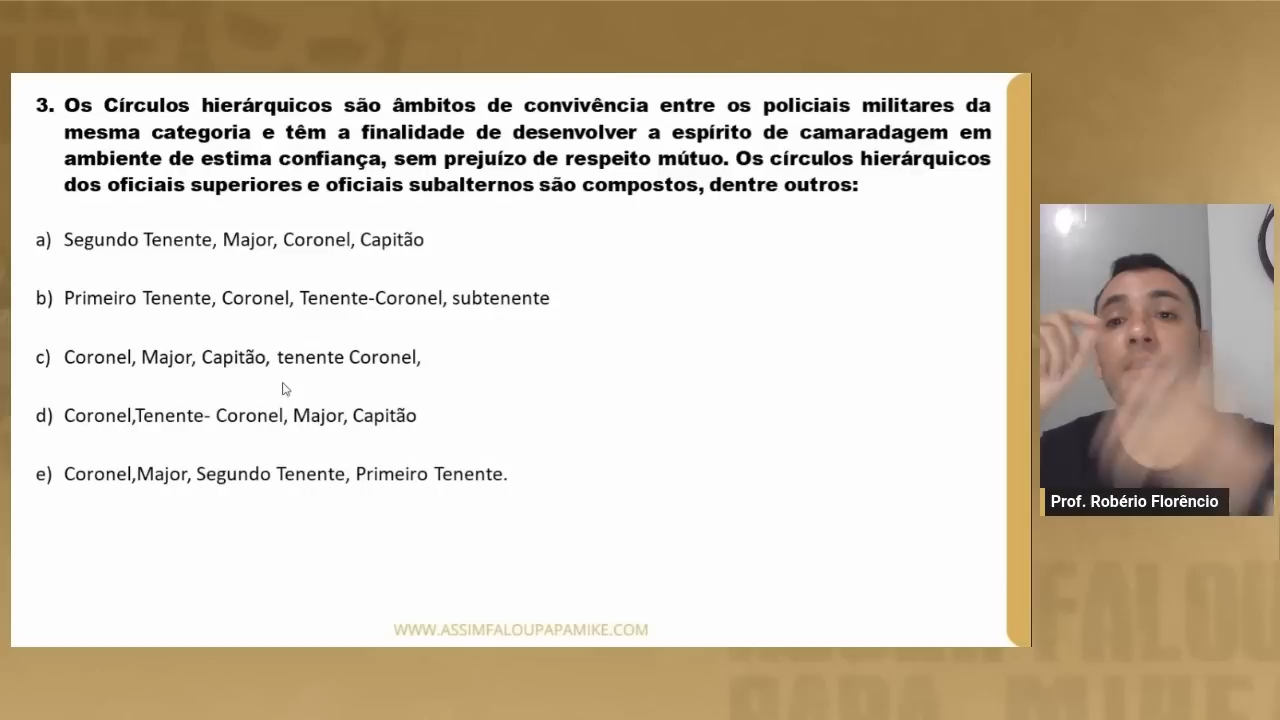 3. Os Círculos hierárquicos são âmbitos de convivência entre os policiais militares da
mesma categoria e têm a finalidade de desenvolver a espírito de camaradagem em
ambiente de estima confiança, sem prejuízo de respeito mútuo. Os círculos hierárquicos
dos oficiais superiores e oficiais subalternos são compostos, dentre outros:
a) Segundo Tenente, Major, Coronel, Capitão
b) Primeiro Tenente, Coronel, Tenente-Coronel, subtenente
c) Coronel, Major, Capitão, tenente Coronel,
d) Coronel,Tenente- Coronel, Major, Capitão
e) Coronel,Major, Segundo Tenente, Primeiro Tenente.
Prof. Robério Florêncio
WWW.ASSIMFALOUPAPAMIKE.COM